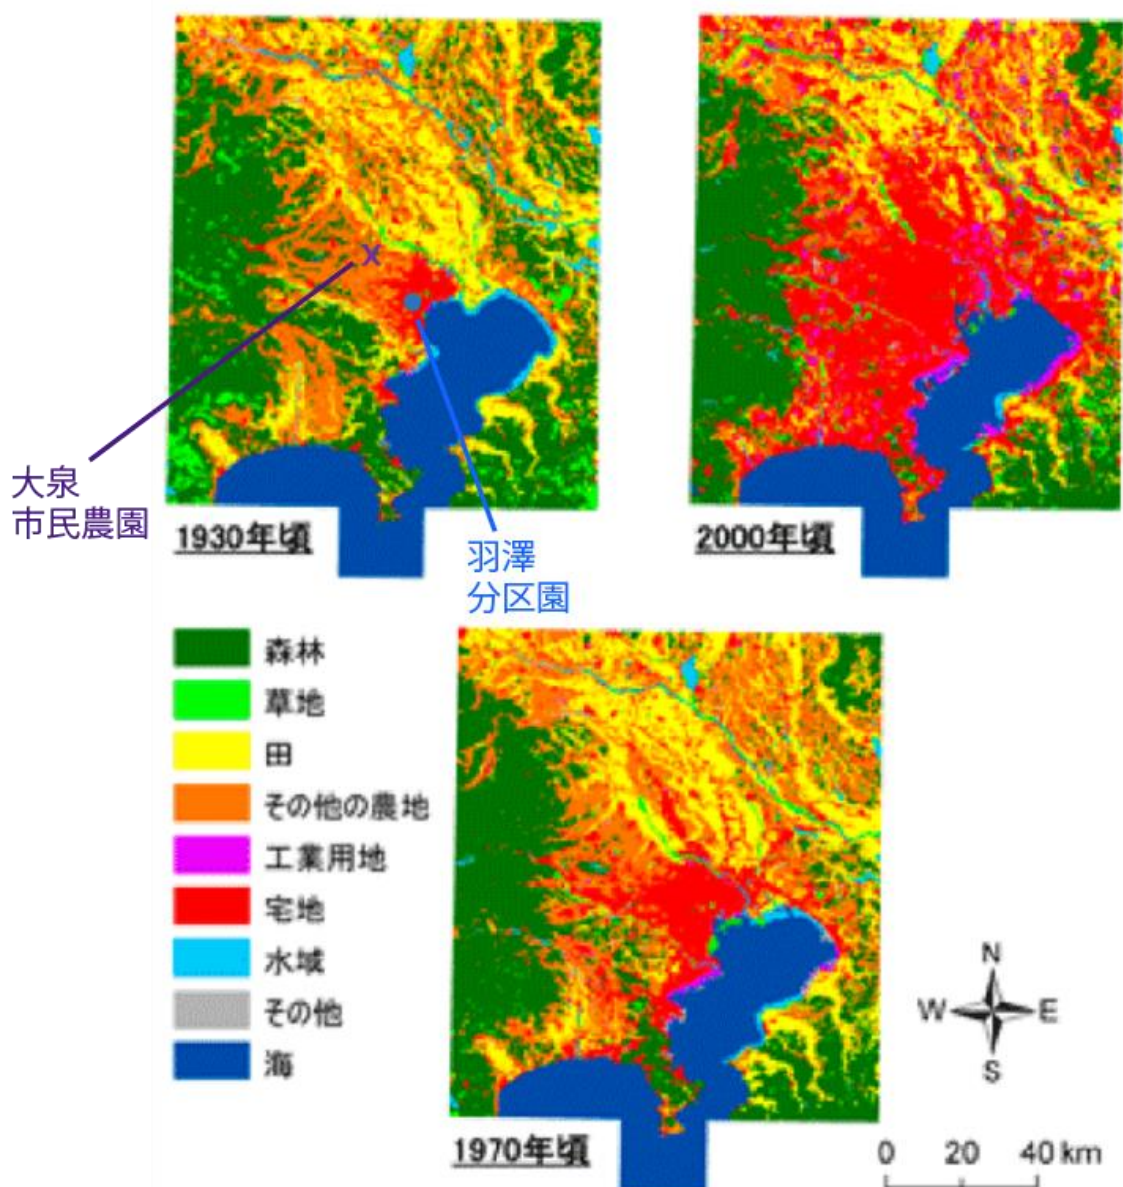 大泉
市民農園
1930年頃
羽澤
分区園
2000年頃
森林
草地
田
その他の農地
工業用地
宅地
水域
その他
海
1970年頃
N
W
E
S
0 20 40 km